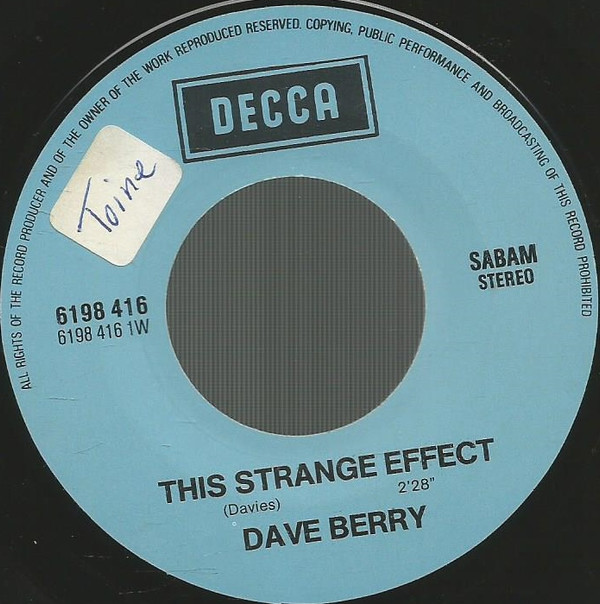 ALL RIGHTS OF THE RECORD PRODUCER AND OF THE OWNER OF THE WORK REPRODUCED RESERVED. COPYING, PUBLIC PERFORMANCE AND BROADCASTING OF THIS RECORD PROHIBITED
DECCA
Toine
SABAM
STEREO
6198 416
6198 416 1W
THIS STRANGE EFFECT
(Davies) 2'28"
DAVE BERRY